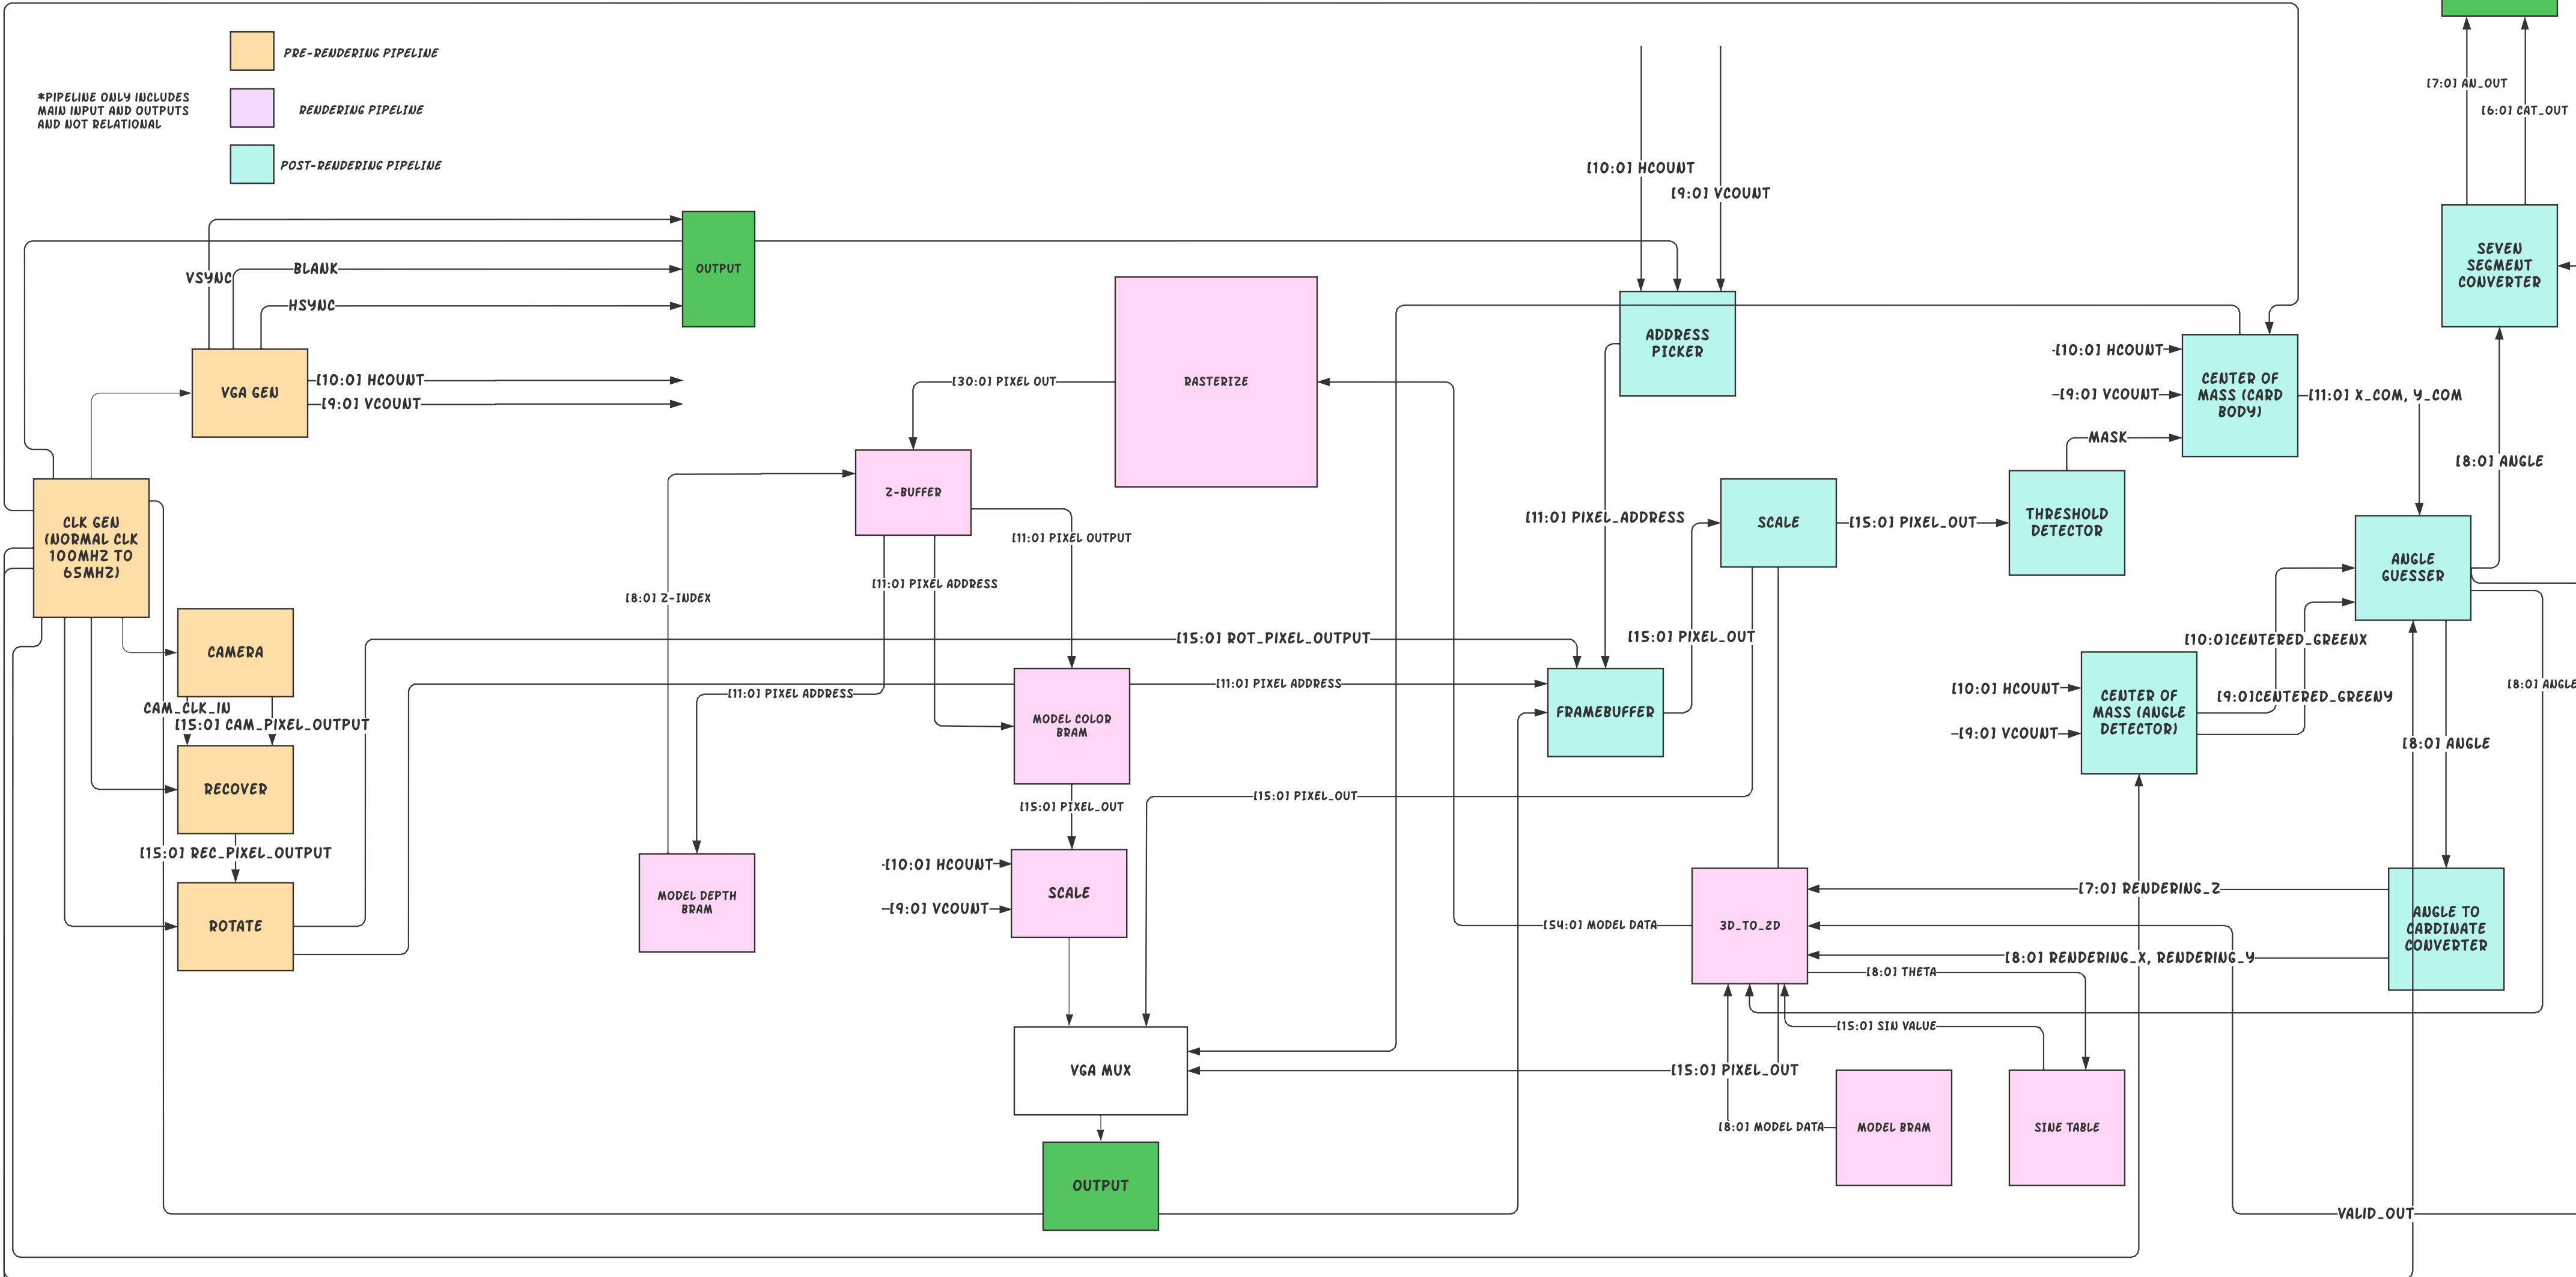 PRE-RENDERING PIPELINE
*PIPELINE ONLY INCLUDES
MAIN INPUT AND OUTPUTS
AND NOT RELATIONAL
RENDERING PIPELINE
POST-RENDERING PIPELINE
VSYNC
BLANK
HSYNC
OUTPUT
VGA GEN
[10:0] HCOUNT
[9:0] VCOUNT
CLK GEN
(NORMAL CLK
100MHZ TO
65MHZ)
CAMERA
CAM_CLK_IN
[15:0] CAM_PIXEL_OUTPUT
RECOVER
[15:0] REC_PIXEL_OUTPUT
ROTATE
RASTERIZE
[30:0] PIXEL OUT
Z-BUFFER
[11:0] PIXEL OUTPUT
[11:0] PIXEL ADDRESS
[8:0] Z-INDEX
[11:0] PIXEL ADDRESS
MODEL DEPTH
BRAM
[15:0] ROT_PIXEL_OUTPUT
[11:0] PIXEL ADDRESS
MODEL COLOR
BRAM
[15:0] PIXEL_OUT
[10:0] HCOUNT
[9:0] VCOUNT
SCALE
[15:0] PIXEL_OUT
VGA MUX
OUTPUT
[10:0] HCOUNT
[9:0] VCOUNT
ADDRESS
PICKER
[11:0] PIXEL_ADDRESS
SCALE
[15:0] PIXEL_OUT
[15:0] PIXEL_OUT
FRAMEBUFFER
THRESHOLD
DETECTOR
MASK
[10:0] HCOUNT
[9:0] VCOUNT
CENTER OF
MASS (CARD
BODY)
[11:0] X_COM, Y_COM
[7:0] AN_OUT
[6:0] CAT_OUT
SEVEN
SEGMENT
CONVERTER
[8:0] ANGLE
ANGLE
GUESSER
[10:0]CENTERED_GREENX
[9:0]CENTERED_GREENY
[10:0] HCOUNT
[9:0] VCOUNT
CENTER OF
MASS (ANGLE
DETECTOR)
[8:0] ANGLE
[8:0] ANGLE
ANGLE TO
CARDINATE
CONVERTER
[7:0] RENDERING_Z
[8:0] RENDERING_X, RENDERING_Y
[54:0] MODEL DATA
3D_TO_2D
[8:0] THETA
[15:0] SIN VALUE
[15:0] PIXEL_OUT
[8:0] MODEL DATA
MODEL BRAM
SINE TABLE
VALID_OUT